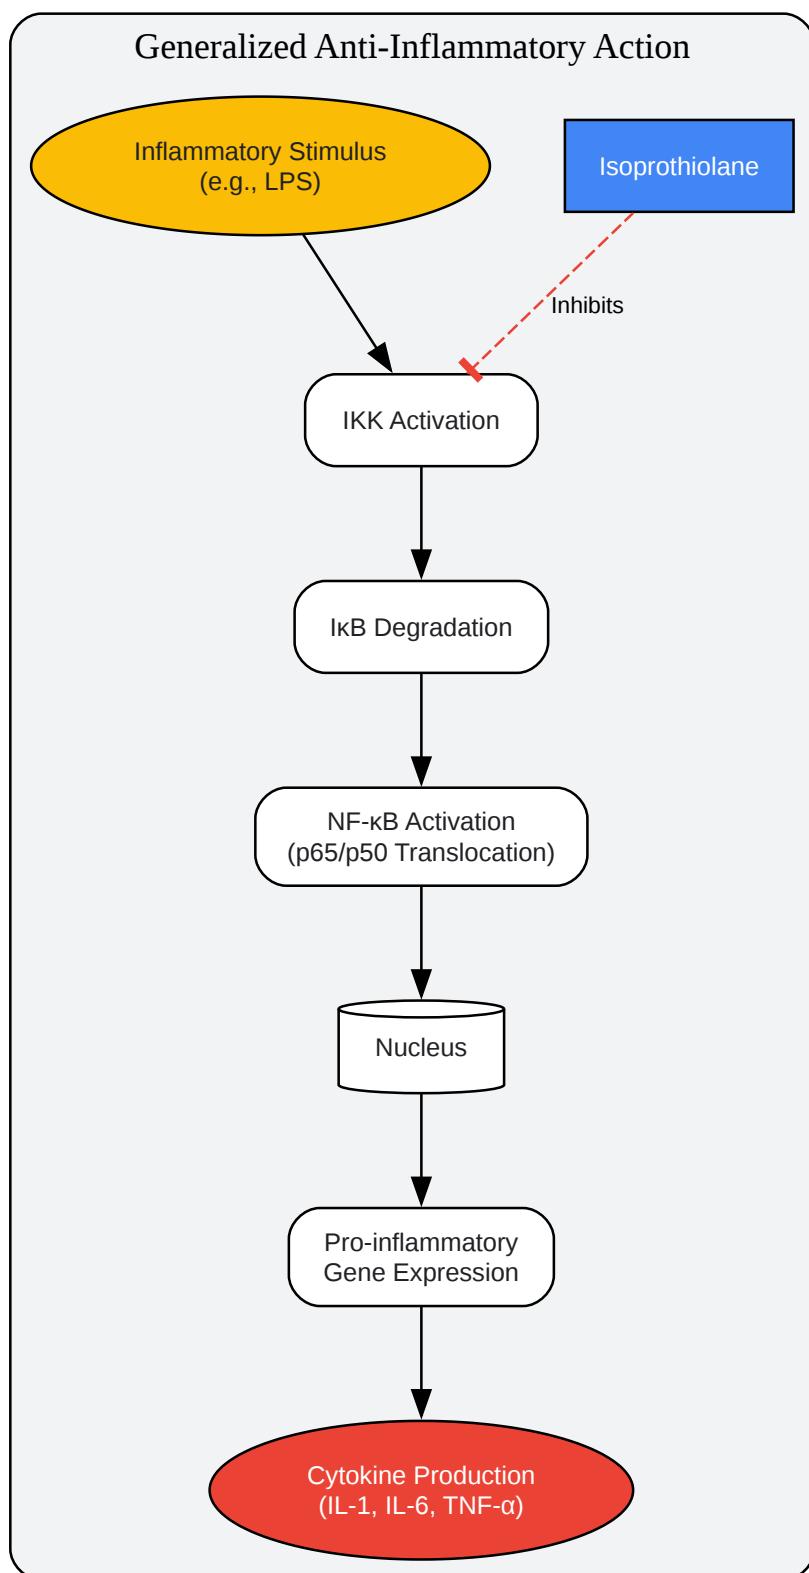 Generalized Anti-Inflammatory Action
Inflammatory Stimulus
(e.g., LPS)
Isoprothiolane
Inhibits
IKK Activation
IκB Degradation
NF-κB Activation
(p65/p50 Translocation)
Nucleus
Pro-inflammatory
Gene Expression
Cytokine Production
(IL-1, IL-6, TNF-α)